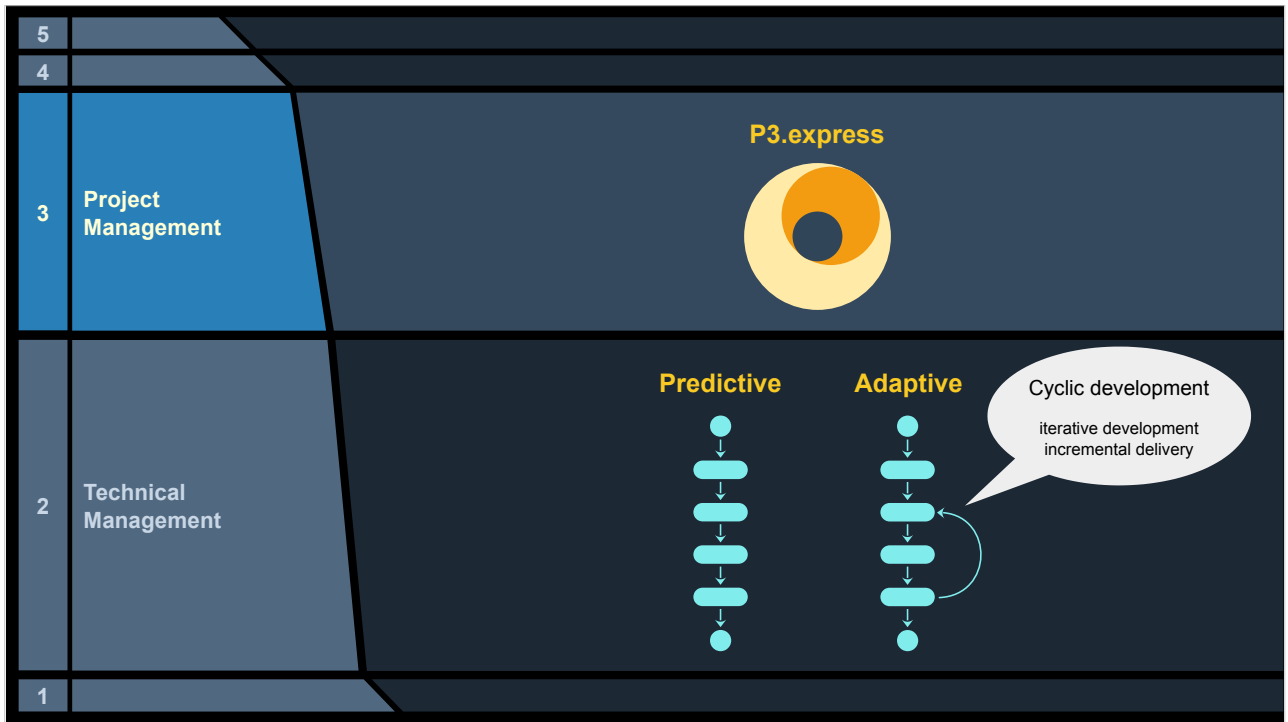 5
4
3
Project
Management
P3.express
2
Technical
Management
Predictive
Adaptive
Cyclic development
iterative development
incremental delivery
1